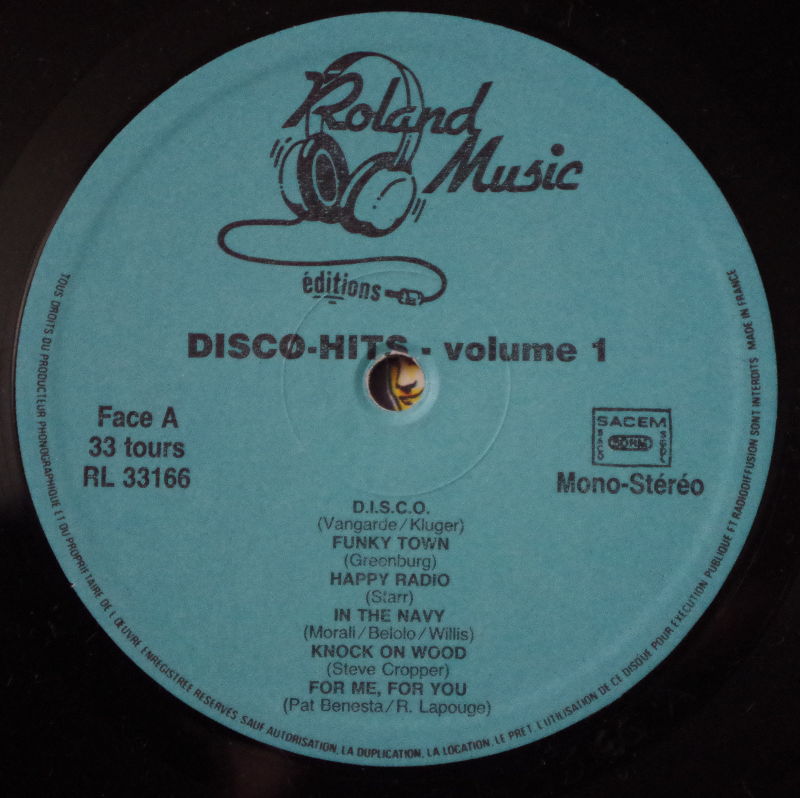 Roland
Music
éditions
DISCO-HITS - volume 1
Face A
33 tours
RL 33166
SACEM
Mono-Stéréo
D.I.S.C.O.
(Vangarde/Kluger)
FUNKY TOWN
(Greenburg)
HAPPY RADIO
(Starr)
IN THE NAVY
(Morali/Belolo/Willis)
KNOCK ON WOOD
(Steve Cropper)
FOR ME, FOR YOU
(Pat Benesta/R. Lapouge)
TOUS DROITS DU PRODUCTEUR PHONOGRAPHIQUE ET DU PROPRIETAIRE DE L'ŒUVRE ENREGISTREE RESERVES. SAUF AUTORISATION, LA DUPLICATION, LA LOCATION, LE PRET, L'UTILISATION DE CE DISQUE POUR EXECUTION PUBLIQUE ET RADIODIFFUSION SONT INTERDITS MADE IN FRANCE